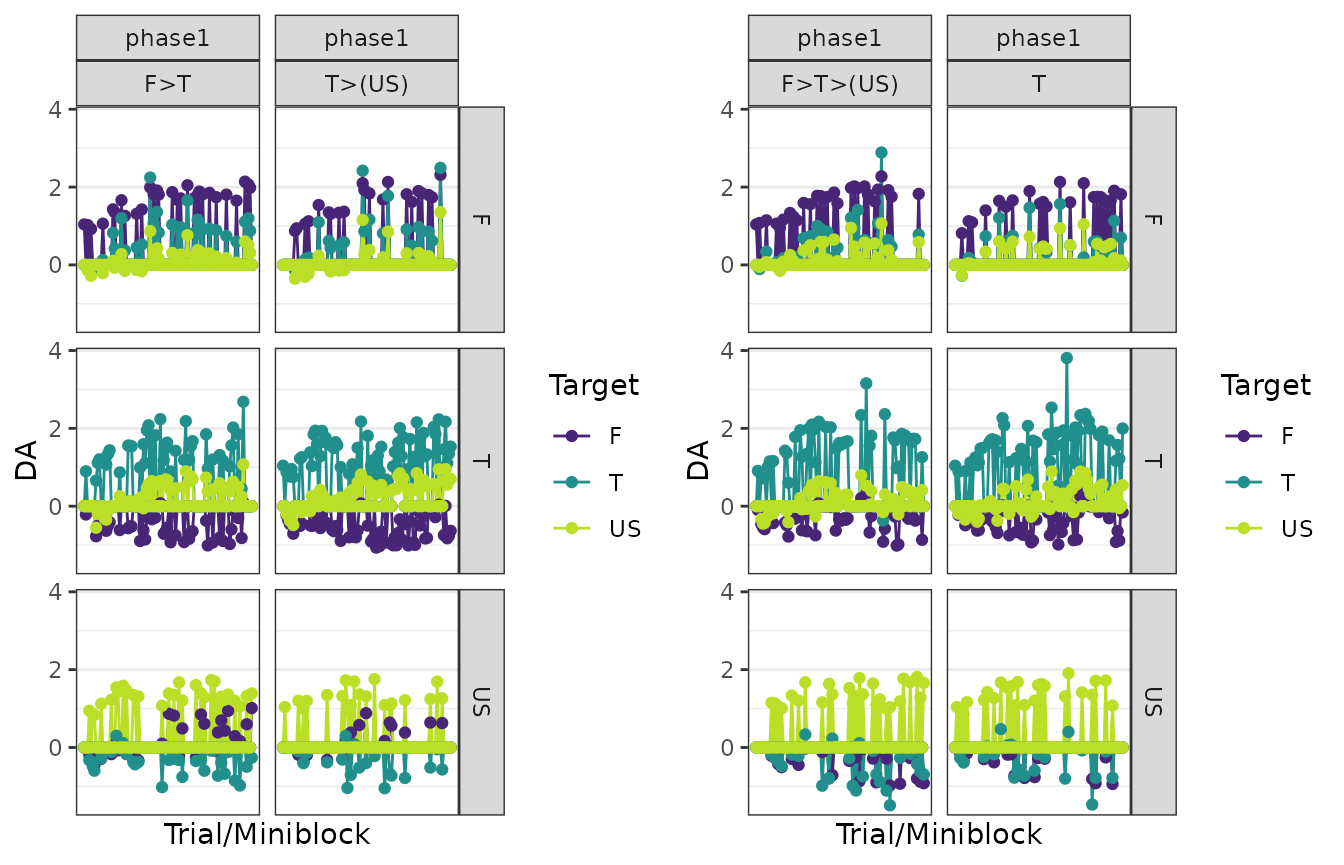 phase1 phase1
F>T T>(US)
4
2
0
F
4
2
0
T
4
2
0
US
DA
Trial/Miniblock
Target
F
T
US
phase1 phase1
F>T>(US) T
4
2
0
F
4
2
0
T
4
2
0
US
DA
Trial/Miniblock
Target
F
T
US